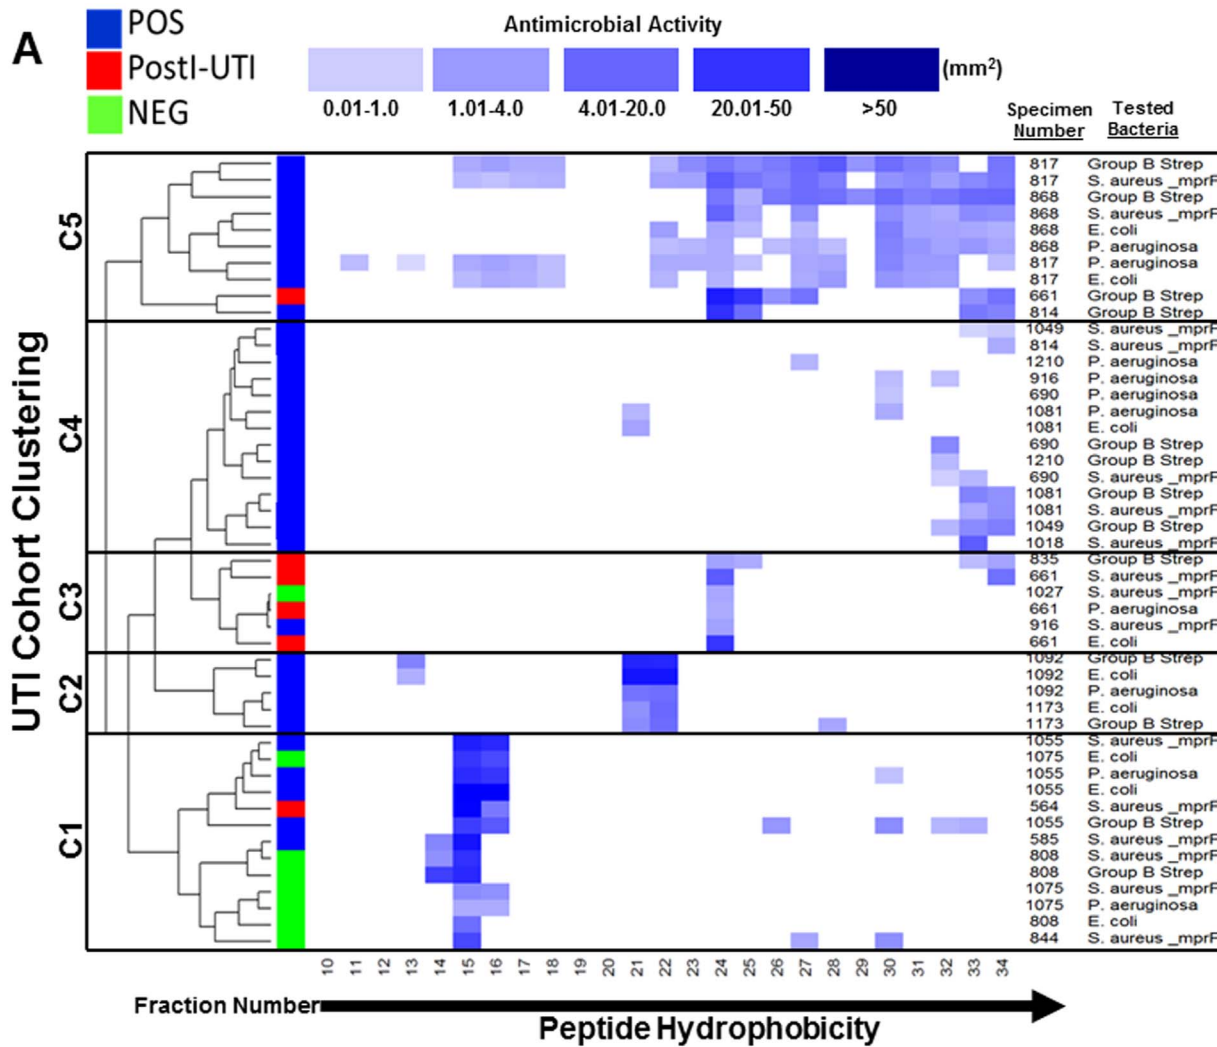 A
POS
PostI-UTI
NEG
Antimicrobial Activity
(mm²)
0.01-1.0 1.01-4.0 4.01-20.0 20.01-50 >50
Specimen Number Tested Bacteria
UTI Cohort Clustering
C5
817 Group B Strep
817 S. aureus _mprF
868 Group B Strep
868 S. aureus _mprF
868 E. coli
868 P. aeruginosa
817 P. aeruginosa
817 E. coli
661 Group B Strep
814 Group B Strep
C4
1049 S. aureus _mprF
814 S. aureus _mprF
1210 P. aeruginosa
916 P. aeruginosa
690 P. aeruginosa
1081 P. aeruginosa
1081 E. coli
690 Group B Strep
1210 Group B Strep
690 S. aureus _mprF
1081 Group B Strep
1081 S. aureus _mprF
1049 Group B Strep
1018 S. aureus _mprF
C3
835 Group B Strep
661 S. aureus _mprF
1027 S. aureus _mprF
661 P. aeruginosa
916 S. aureus _mprF
661 E. coli
C2
1092 Group B Strep
1092 E. coli
1092 P. aeruginosa
1173 E. coli
1173 Group B Strep
C1
1055 S. aureus _mprF
1075 E. coli
1055 P. aeruginosa
1055 E. coli
564 S. aureus _mprF
1055 Group B Strep
585 S. aureus _mprF
808 S. aureus _mprF
808 Group B Strep
1075 S. aureus _mprF
1075 P. aeruginosa
808 E. coli
844 S. aureus _mprF
10 11 12 13 14 15 16 17 18 19 20 21 22 23 24 25 26 27 28 29 30 31 32 33 34
Fraction Number
Peptide Hydrophobicity